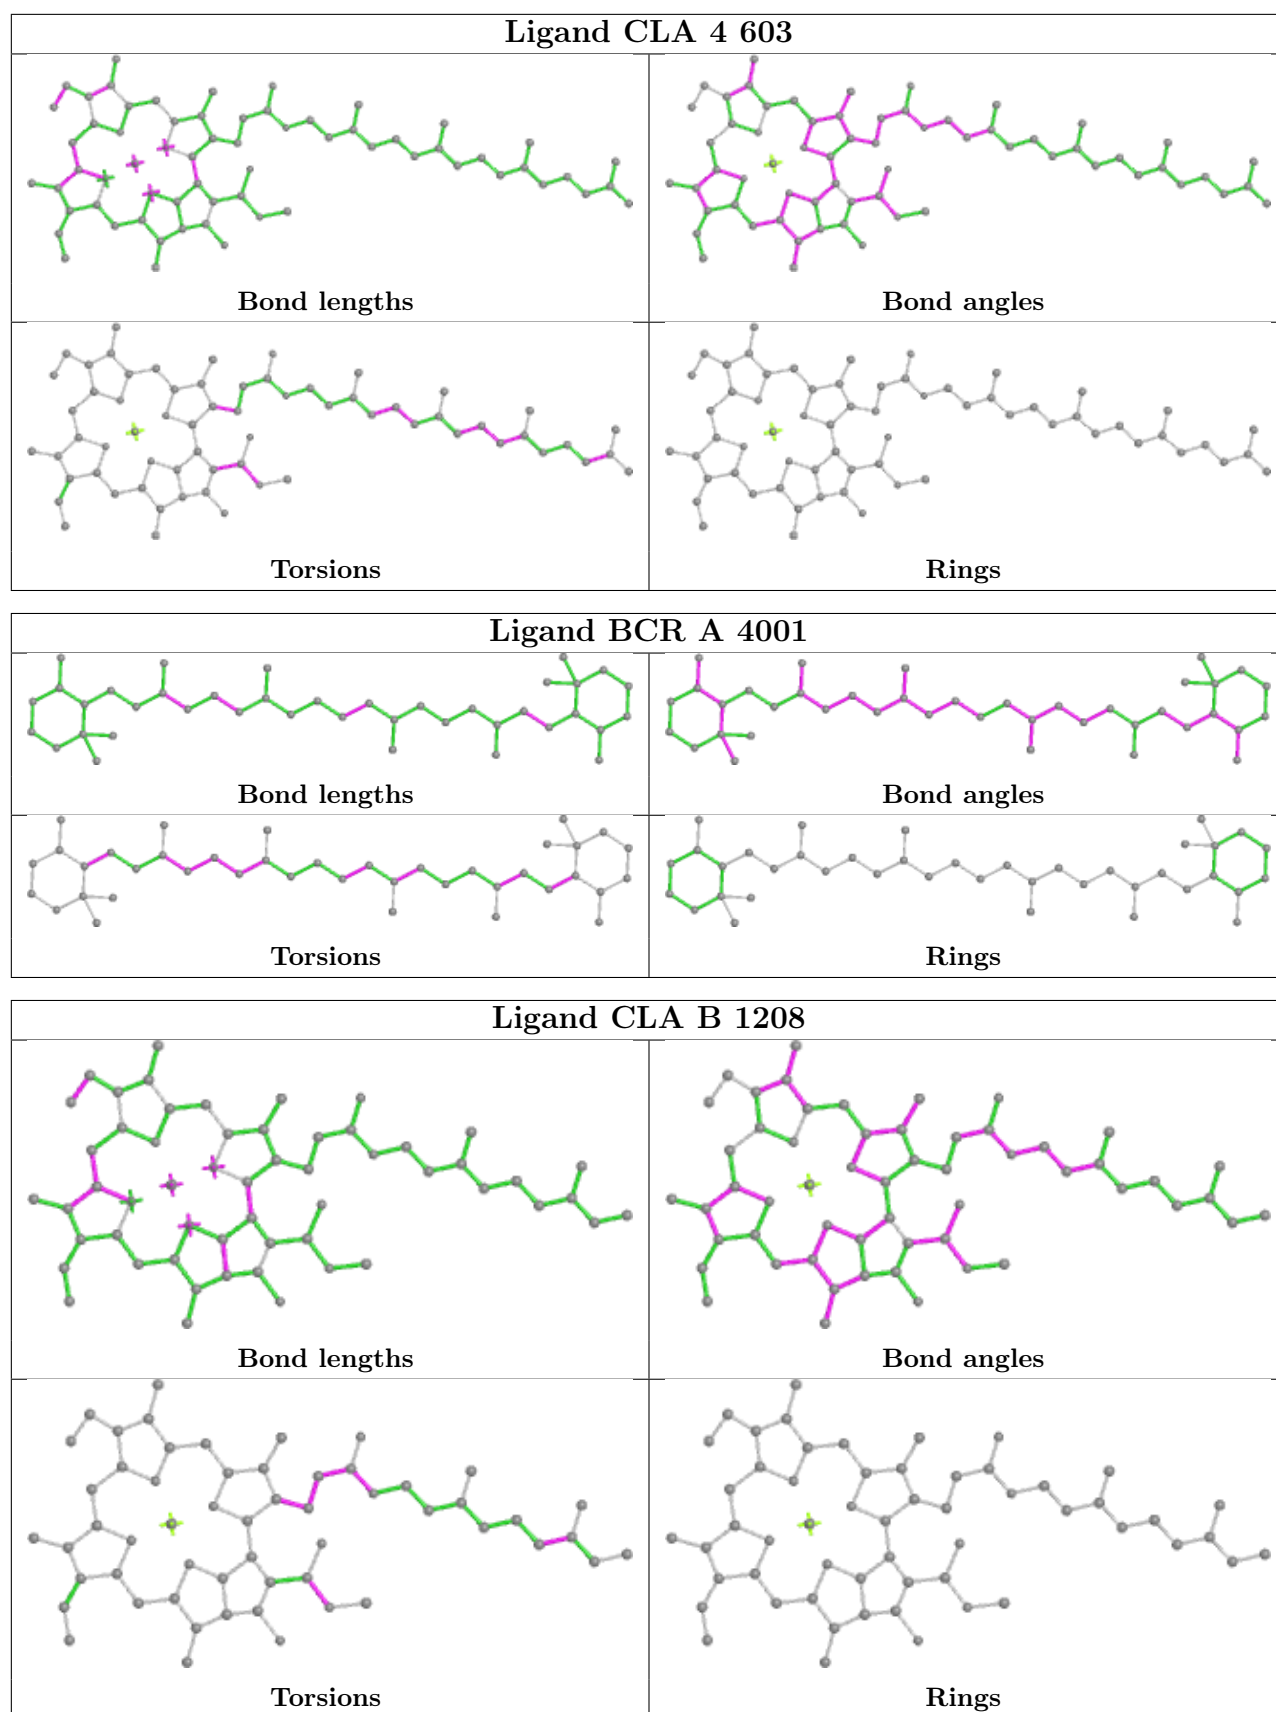 Ligand CLA 4 603
Bond lengths
Bond angles
Torsions
Rings
Ligand BCR A 4001
Bond lengths
Bond angles
Torsions
Rings
Ligand CLA B 1208
Bond lengths
Bond angles
Torsions
Rings